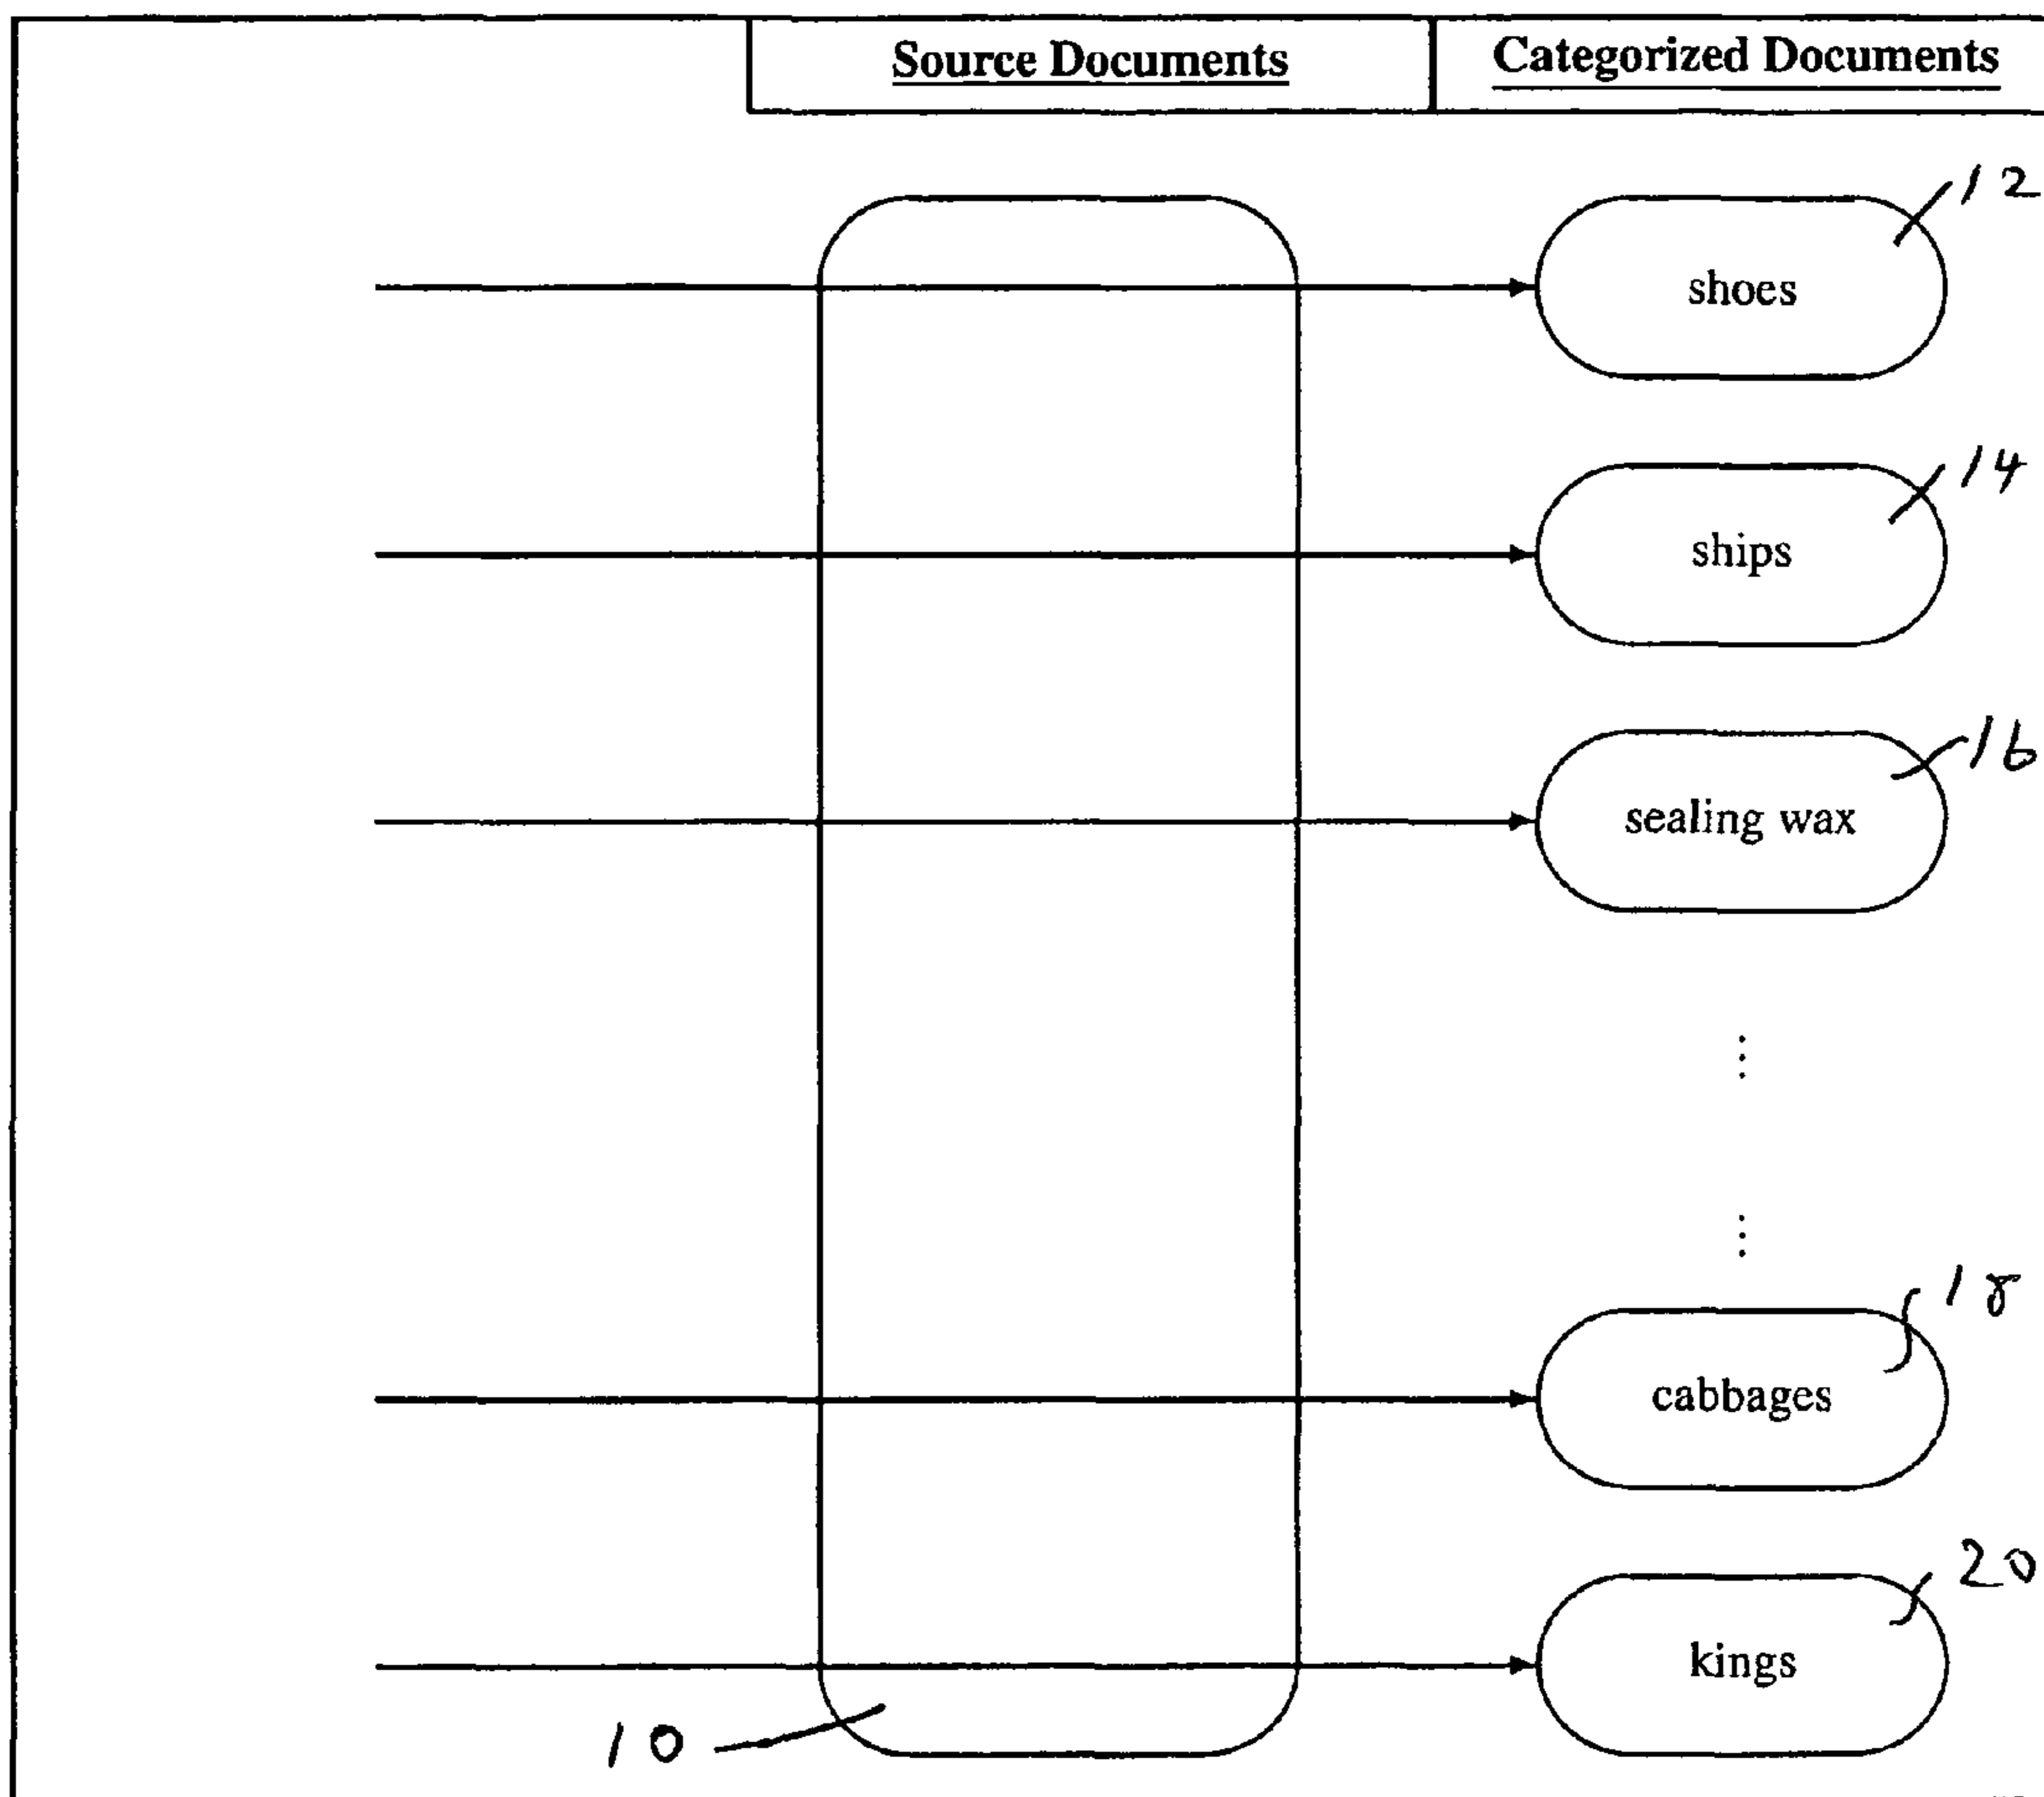 Source Documents Categorized Documents
12
shoes
14
ships
16
sealing wax
18
cabbages
20
kings
10